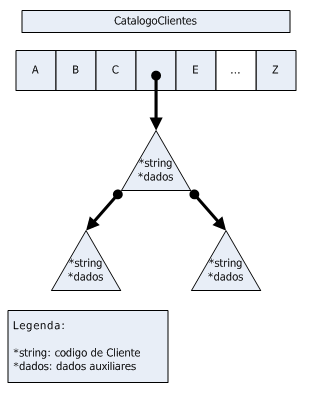 CatalogoClientes
A B C E ... Z
*string
*dados
*string
*dados
*string
*dados
Legenda:
*string: codigo de Cliente
*dados: dados auxiliares